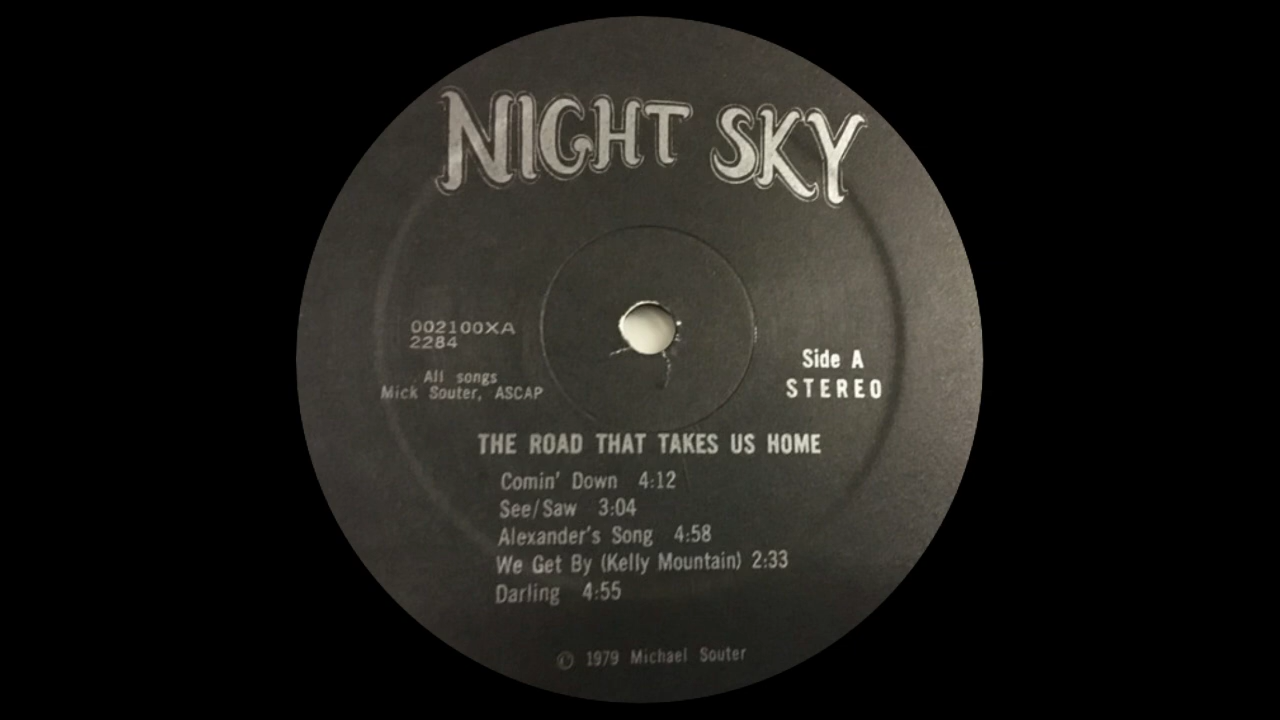 NIGHT SKY
002100XA
2284
All songs
Mick Souter, ASCAP
Side A
STEREO
THE ROAD THAT TAKES US HOME
Comin' Down 4:12
See/Saw 3:04
Alexander's Song 4:58
We Get By (Kelly Mountain) 2:33
Darling 4:55
© 1979 Michael Souter